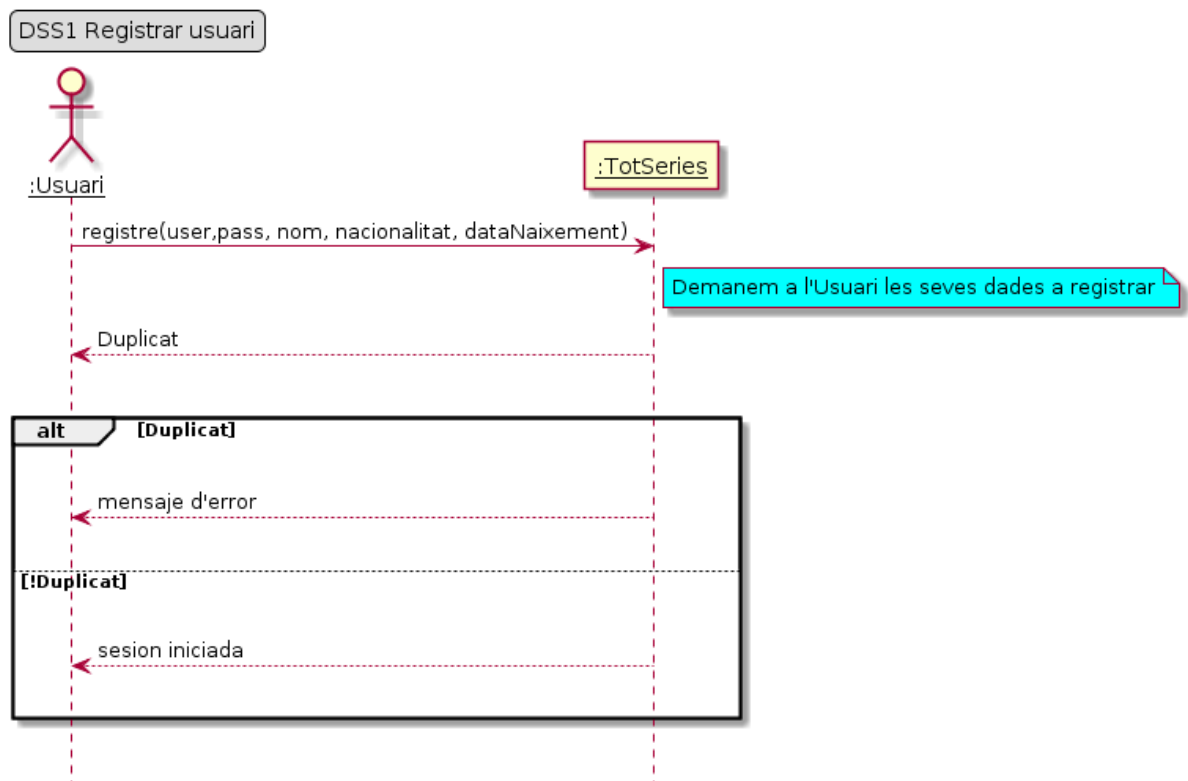 DSS1 Registrar usuari
:Usuari
:TotSeries
registre(user,pass, nom, nacionalitat, dataNaixement)
Demanem a l'Usuari les seves dades a registrar
Duplicat
alt [Duplicat]
mensaje d'error
[!Duplicat]
sesion iniciada